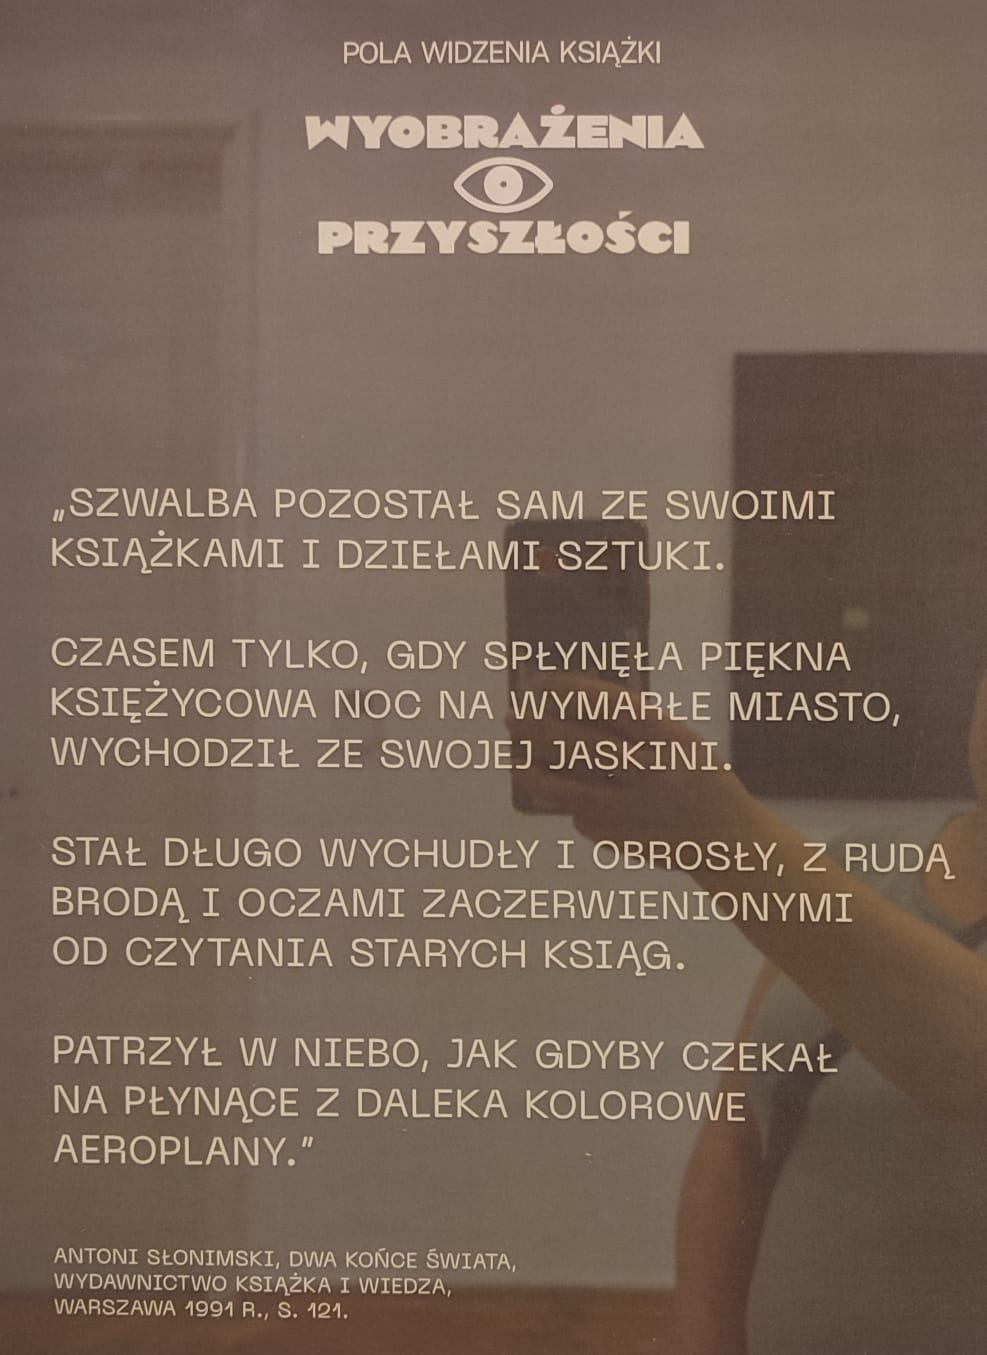 POLA WIDZENIA KSIĄŻKI
WYOBRAŻENIA
PRZYSZŁOŚCI
„SZWALBA POZOSTAŁ SAM ZE SWOIMI
KSIĄŻKAMI I DZIEŁAMI SZTUKI.
CZASEM TYLKO, GDY SPŁYNĘŁA PIĘKNA
KSIĘŻYCOWA NOC NA WYMARŁE MIASTO,
WYCHODZIŁ ZE SWOJEJ JASKINI.
STAŁ DŁUGO WYCHUDŁY I OBROSŁY, Z RUDĄ
BRODĄ I OCZAMI ZACZERWIENIONYMI
OD CZYTANIA STARYCH KSIĄG.
PATRZYŁ W NIEBO, JAK GDYBY CZEKAŁ
NA PŁYNĄCE Z DALEKA KOLOROWE
AEROPLANY."
ANTONI SŁONIMSKI, DWA KOŃCE ŚWIATA,
WYDAWNICTWO KSIĄŻKA I WIEDZA,
WARSZAWA 1991 R., S. 121.